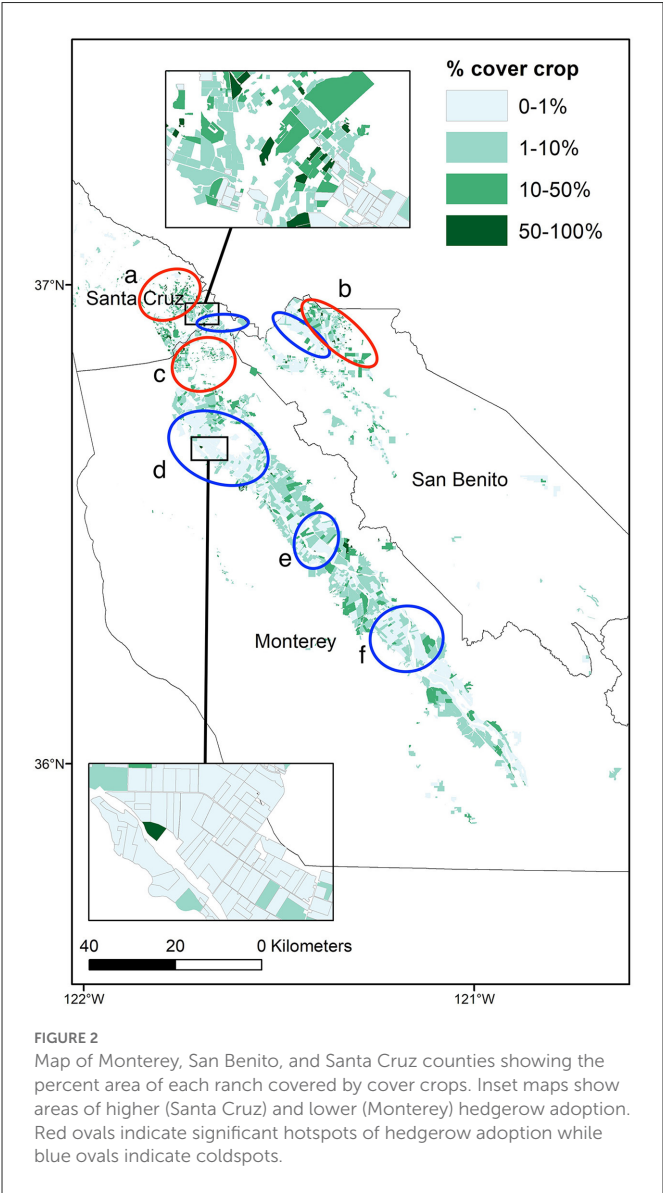 % cover crop
0-1%
1-10%
10-50%
50-100%
37°N
a
Santa Cruz
b
c
d
San Benito
e
Monterey
f
36°N
40 20 0 Kilometers
122°W 121°W
FIGURE 2
Map of Monterey, San Benito, and Santa Cruz counties showing the
percent area of each ranch covered by cover crops. Inset maps show
areas of higher (Santa Cruz) and lower (Monterey) hedgerow adoption.
Red ovals indicate significant hotspots of hedgerow adoption while
blue ovals indicate coldspots.